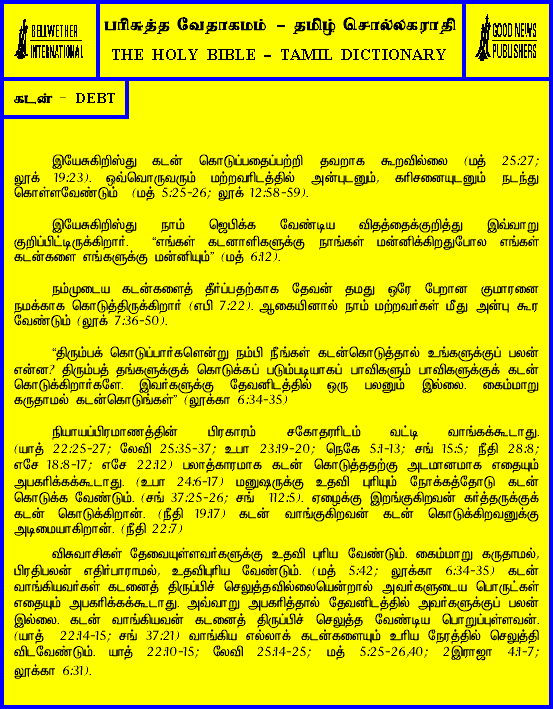 BELLWETHER
INTERNATIONAL
பரிசுத்த வேதாகமம் - தமிழ் சொல்லகராதி
THE HOLY BIBLE - TAMIL DICTIONARY
GOOD NEWS
PUBLISHERS
கடன் - DEBT
இயேசுகிறிஸ்து கடன் கொடுப்பதைப்பற்றி தவறாக கூறவில்லை (மத் 25:27;
லூக் 19:23). ஒவ்வொருவரும் மற்றவரிடத்தில் அன்புடனும், கரிசனையுடனும் நடந்து
கொள்ளவேண்டும் (மத் 5:25-26; லூக் 12:58-59).
இயேசுகிறிஸ்து நாம் ஜெபிக்க வேண்டிய விதத்தைக்குறித்து இவ்வாறு
குறிப்பிட்டிருக்கிறார். “எங்கள் கடனாளிகளுக்கு நாங்கள் மன்னிக்கிறதுபோல எங்கள்
கடன்களை எங்களுக்கு மன்னியும்” (மத் 6:12).
நம்முடைய கடன்களைத் தீர்ப்பதற்காக தேவன் தமது ஒரே பேறான குமாரனை
நமக்காக கொடுத்திருக்கிறார் (எபி 7:22). ஆகையினால் நாம் மற்றவர்கள் மீது அன்பு கூர
வேண்டும் (லூக் 7:36-50).
“திரும்பக் கொடுப்பார்களென்று நம்பி நீங்கள் கடன்கொடுத்தால் உங்களுக்குப் பலன்
என்ன? திரும்பத் தங்களுக்குக் கொடுக்கப் படும்படியாகப் பாவிகளும் பாவிகளுக்குக் கடன்
கொடுக்கிறார்களே. இவர்களுக்கு தேவனிடத்தில் ஒரு பலனும் இல்லை. கைம்மாறு
கருதாமல் கடன்கொடுங்கள்” (லூக்கா 6:34-35)
நியாயப்பிரமாணத்தின் பிரகாரம் சகோதரரிடம் வட்டி வாங்கக்கூடாது.
(யாத் 22:25-27; லேவி 25:35-37; உபா 23:19-20; நெகே 5:1-13; சங் 15:5; நீதி 28:8;
எசே 18:8-17; எசே 22:12) பலாத்காரமாக கடன் கொடுத்ததற்கு அடமானமாக எதையும்
அபகரிக்கக்கூடாது. (உபா 24:6-17) மனுஷருக்கு உதவி புரியும் நோக்கத்தோடு கடன்
கொடுக்க வேண்டும். (சங் 37:25-26; சங் 112:5). ஏழைக்கு இறங்குகிறவன் கர்த்தருக்குக்
கடன் கொடுக்கிறான். (நீதி 19:17) கடன் வாங்குகிறவன் கடன் கொடுக்கிறவனுக்கு
அடிமையாகிறான். (நீதி 22:7)
விசுவாசிகள் தேவையுள்ளவர்களுக்கு உதவி புரிய வேண்டும். கைம்மாறு கருதாமல்,
பிரதிபலன் எதிர்பாராமல், உதவிபுரிய வேண்டும். (மத் 5:42; லூக்கா 6:34-35) கடன்
வாங்கியவர்கள் கடனைத் திருப்பிச் செலுத்தவில்லையென்றால் அவர்களுடைய பொருட்கள்
எதையும் அபகரிக்கக்கூடாது. அவ்வாறு அபகரித்தால் தேவனிடத்தில் அவர்களுக்குப் பலன்
இல்லை. கடன் வாங்கியவன் கடனைத் திருப்பிச் செலுத்த வேண்டிய பொறுப்புள்ளவன்.
(யாத் 22:14-15; சங் 37:21) வாங்கிய எல்லாக் கடன்களையும் உரிய நேரத்தில் செலுத்தி
விடவேண்டும். யாத் 22:10-15; லேவி 25:14-25; மத் 5:25-26,40; 2இராஜா 4:1-7;
லூக்கா 6:31).